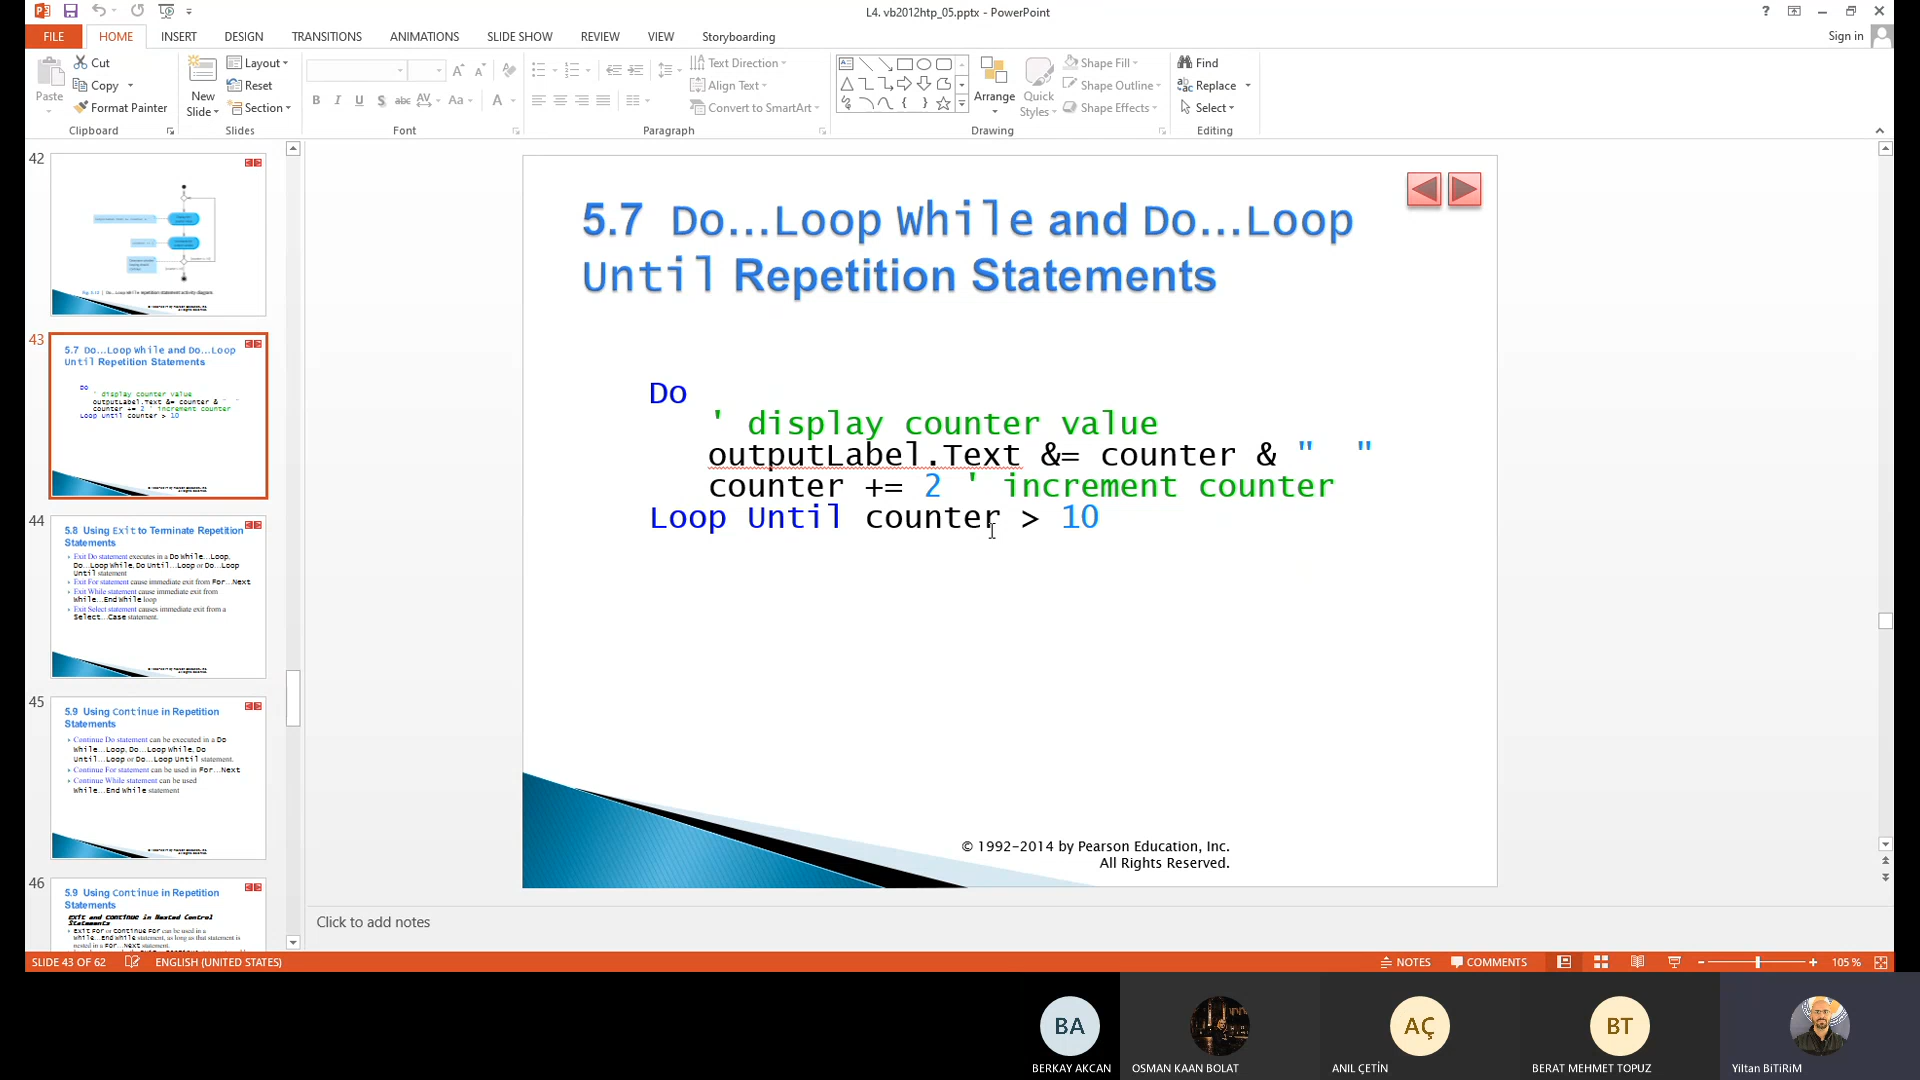 L4. vb2012htp_05.pptx - PowerPoint
Sign in
FILE HOME INSERT DESIGN TRANSITIONS ANIMATIONS SLIDE SHOW REVIEW VIEW Storyboarding
Paste
Cut
Copy
Format Painter
Clipboard
New
Slide
Layout
Reset
Section
Slides
Font
Text Direction
Align Text
Convert to SmartArt
Paragraph
Arrange
Quick
Styles
Shape Fill
Shape Outline
Shape Effects
Drawing
Find
Replace
Select
Editing
42
43
5.7 Do…Loop While and Do…Loop
Until Repetition Statements
Do
' display counter value
outputLabel.Text &= counter & "  "
counter += 2 ' increment counter
Loop Until counter > 10
44
5.8 Using Exit to Terminate Repetition
Statements
Exit Do statement executes in a Do While…Loop,
Do…Loop While, Do Until…Loop or Do…Loop
Until statement
Exit For statement cause immediate exit from For…Next
Exit While statement cause immediate exit from
While…End While loop
Exit Select statement causes immediate exit from a
Select…Case statement.
45
5.9 Using Continue in Repetition
Statements
Continue Do statement can be executed in a Do
While…Loop, Do…Loop While, Do
Until…Loop or Do…Loop Until statement.
Continue For statement can be used in For…Next
Continue While statement can be used
While…End While statement
46
5.9 Using Continue in Repetition
Statements
Exit and Continue in Nested Control
Statements
Exit For or Continue For can be used in a
While…End While statement, as long as that statement is
nested in a For…Next statement.
5.7 Do…Loop While and Do…Loop
Until Repetition Statements
Do
' display counter value
outputLabel.Text &= counter & "  "
counter += 2 ' increment counter
Loop Until counter > 10
© 1992-2014 by Pearson Education, Inc.
All Rights Reserved.
Click to add notes
SLIDE 43 OF 62 ENGLISH (UNITED STATES) NOTES COMMENTS 105 %
BA AÇ BT
BERKAY AKCAN OSMAN KAAN BOLAT ANIL ÇETİN BERAT MEHMET TOPUZ Yiltan BiTiRiM